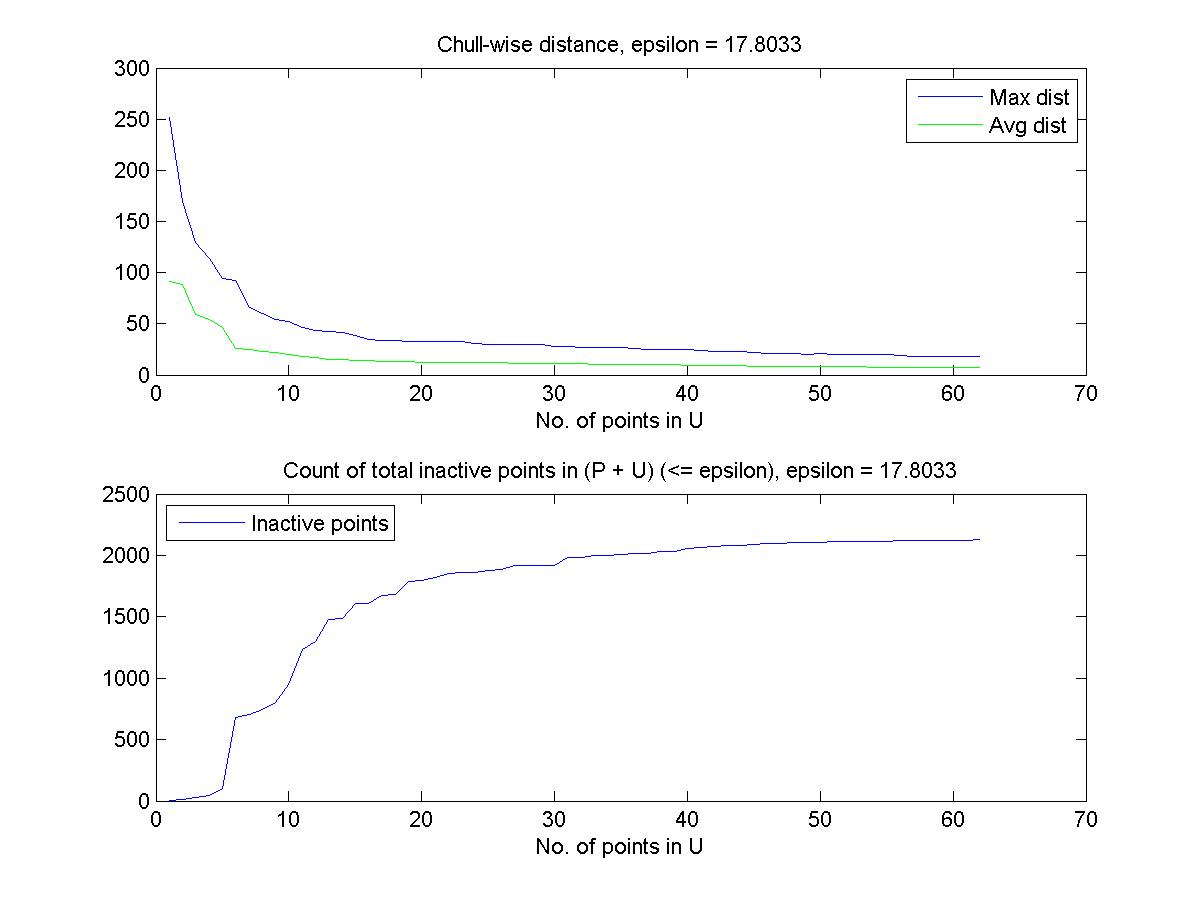 Chull-wise distance, epsilon = 17.8033
300
250
200
150
100
50
0
Max dist
Avg dist
0 10 20 30 40 50 60 70
No. of points in U
Count of total inactive points in (P + U) (<= epsilon), epsilon = 17.8033
2500
2000
1500
1000
500
0
Inactive points
0 10 20 30 40 50 60 70
No. of points in U